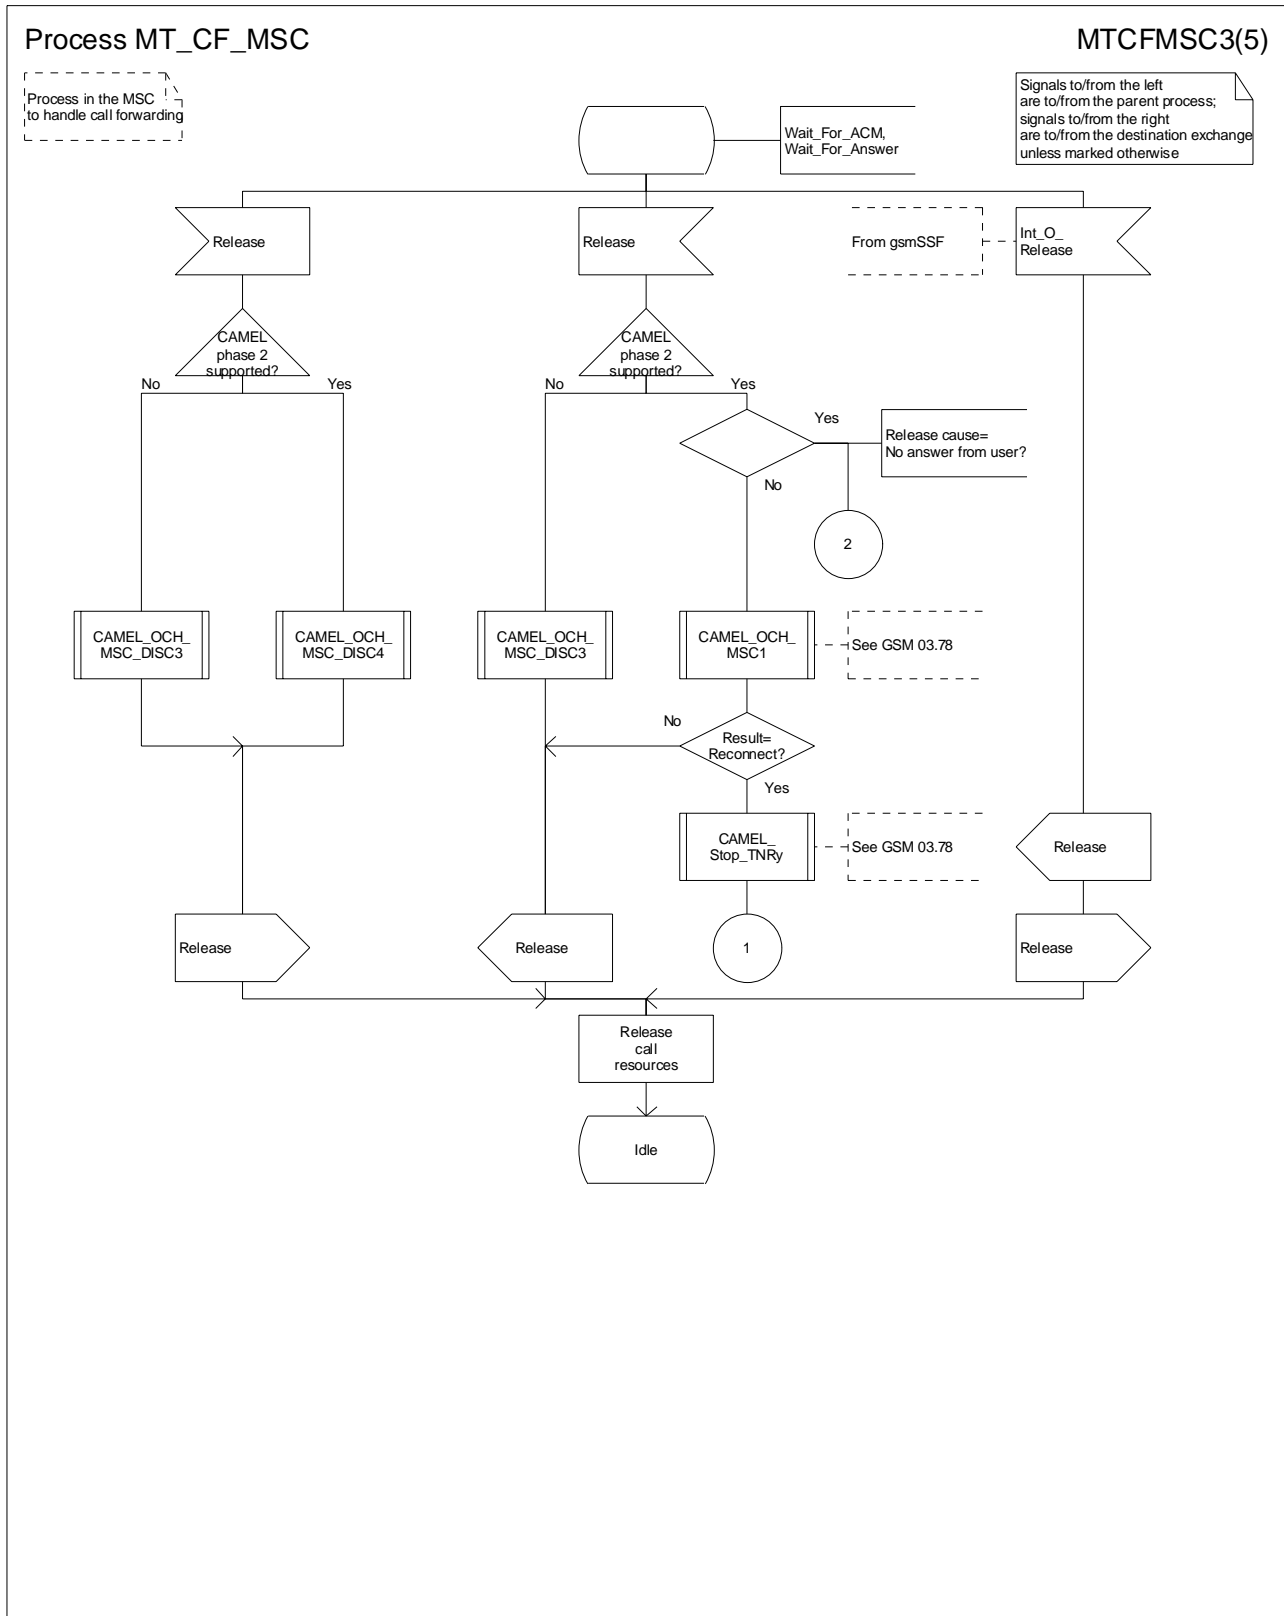 Process MT_CF_MSC
MTCFMSC3(5)
Process in the MSC
to handle call forwarding
Signals to/from the left
are to/from the parent process;
signals to/from the right
are to/from the destination exchange
unless marked otherwise
Wait_For_ACM,
Wait_For_Answer
Release
Release
From gsmSSF
Int_O_
Release
CAMEL
phase 2
supported?
CAMEL
phase 2
supported?
No
Yes
No
Yes
Yes
Release cause=
No answer from user?
No
2
CAMEL_OCH_
MSC_DISC3
CAMEL_OCH_
MSC_DISC4
CAMEL_OCH_
MSC_DISC3
CAMEL_OCH_
MSC1
See GSM 03.78
No
Result=
Reconnect?
Yes
CAMEL_
Stop_TNRy
See GSM 03.78
Release
Release
Release
1
Release
Release
call
resources
Idle